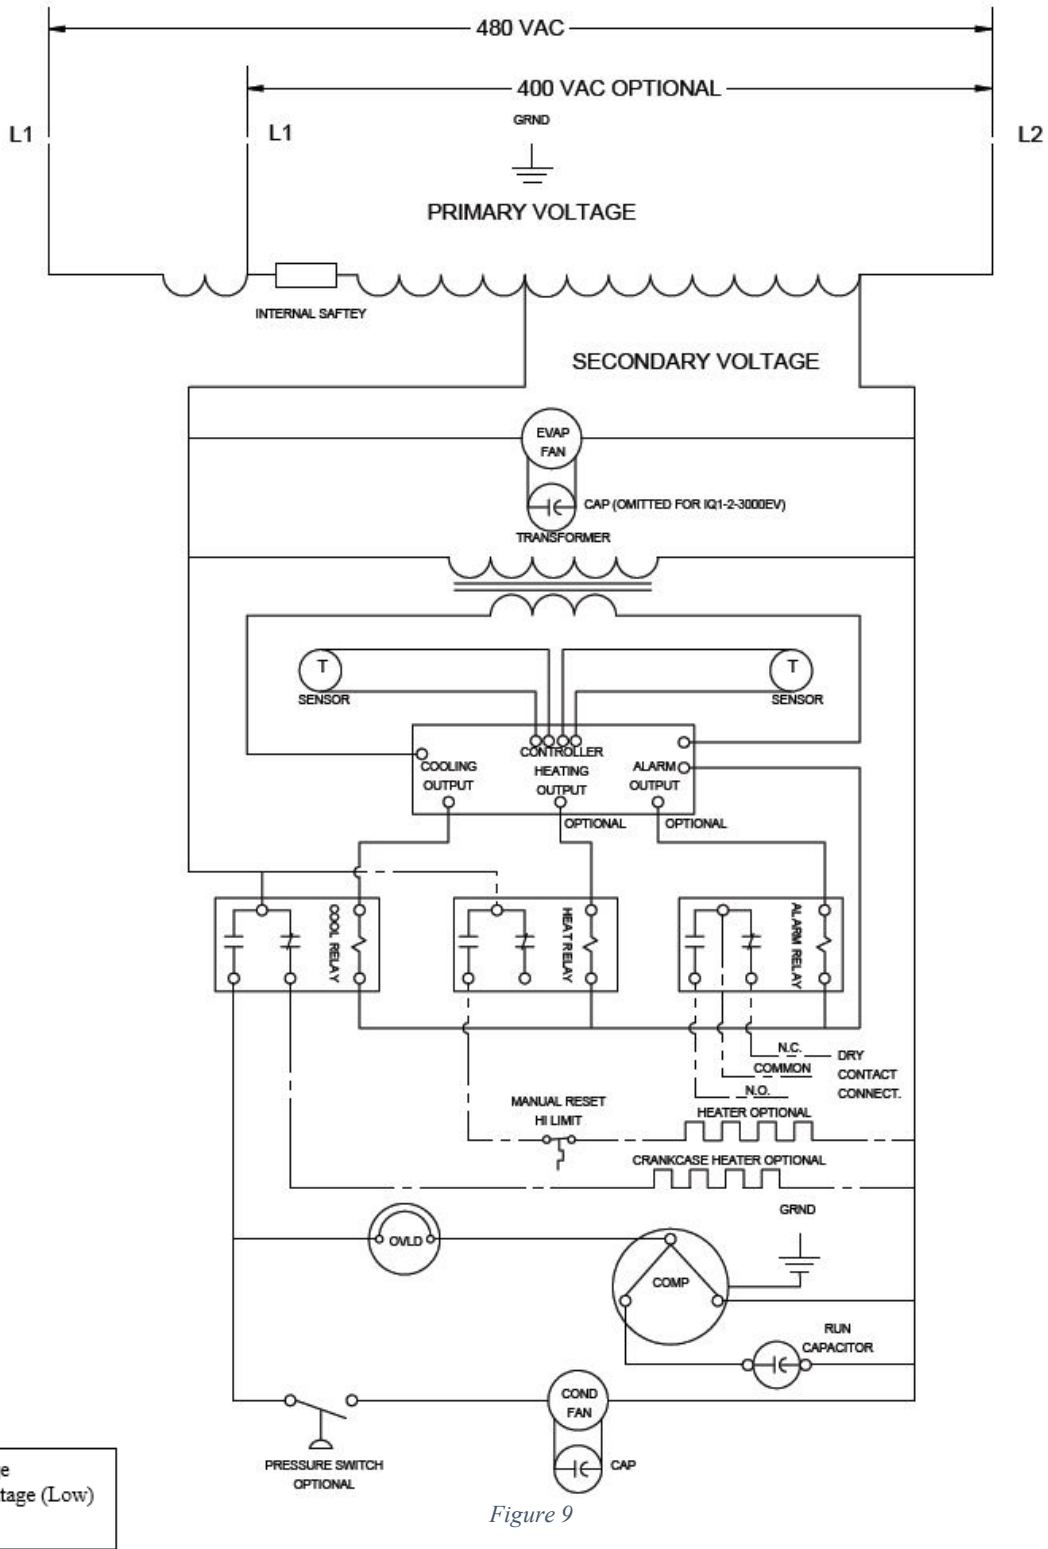 480 VAC
400 VAC OPTIONAL
GRND
L1
L1
L2
PRIMARY VOLTAGE
INTERNAL SAFTEY
SECONDARY VOLTAGE
EVAP
FAN
CAP (OMITTED FOR IQ1-2-3000EV)
TRANSFORMER
T
T
SENSOR
SENSOR
CONTROLLER
COOLING
OUTPUT
HEATING
OUTPUT
ALARM
OUTPUT
OPTIONAL
OPTIONAL
COOL RELAY
HEAT RELAY
ALARM RELAY
N.C.
COMMON
N.O.
DRY
CONTACT
CONNECT.
MANUAL RESET
HI LIMIT
HEATER OPTIONAL
CRANKCASE HEATER OPTIONAL
GRND
OVLD
COMP
RUN
CAPACITOR
COND
FAN
PRESSURE SWITCH
OPTIONAL
CAP
tage (Low)
Figure 9